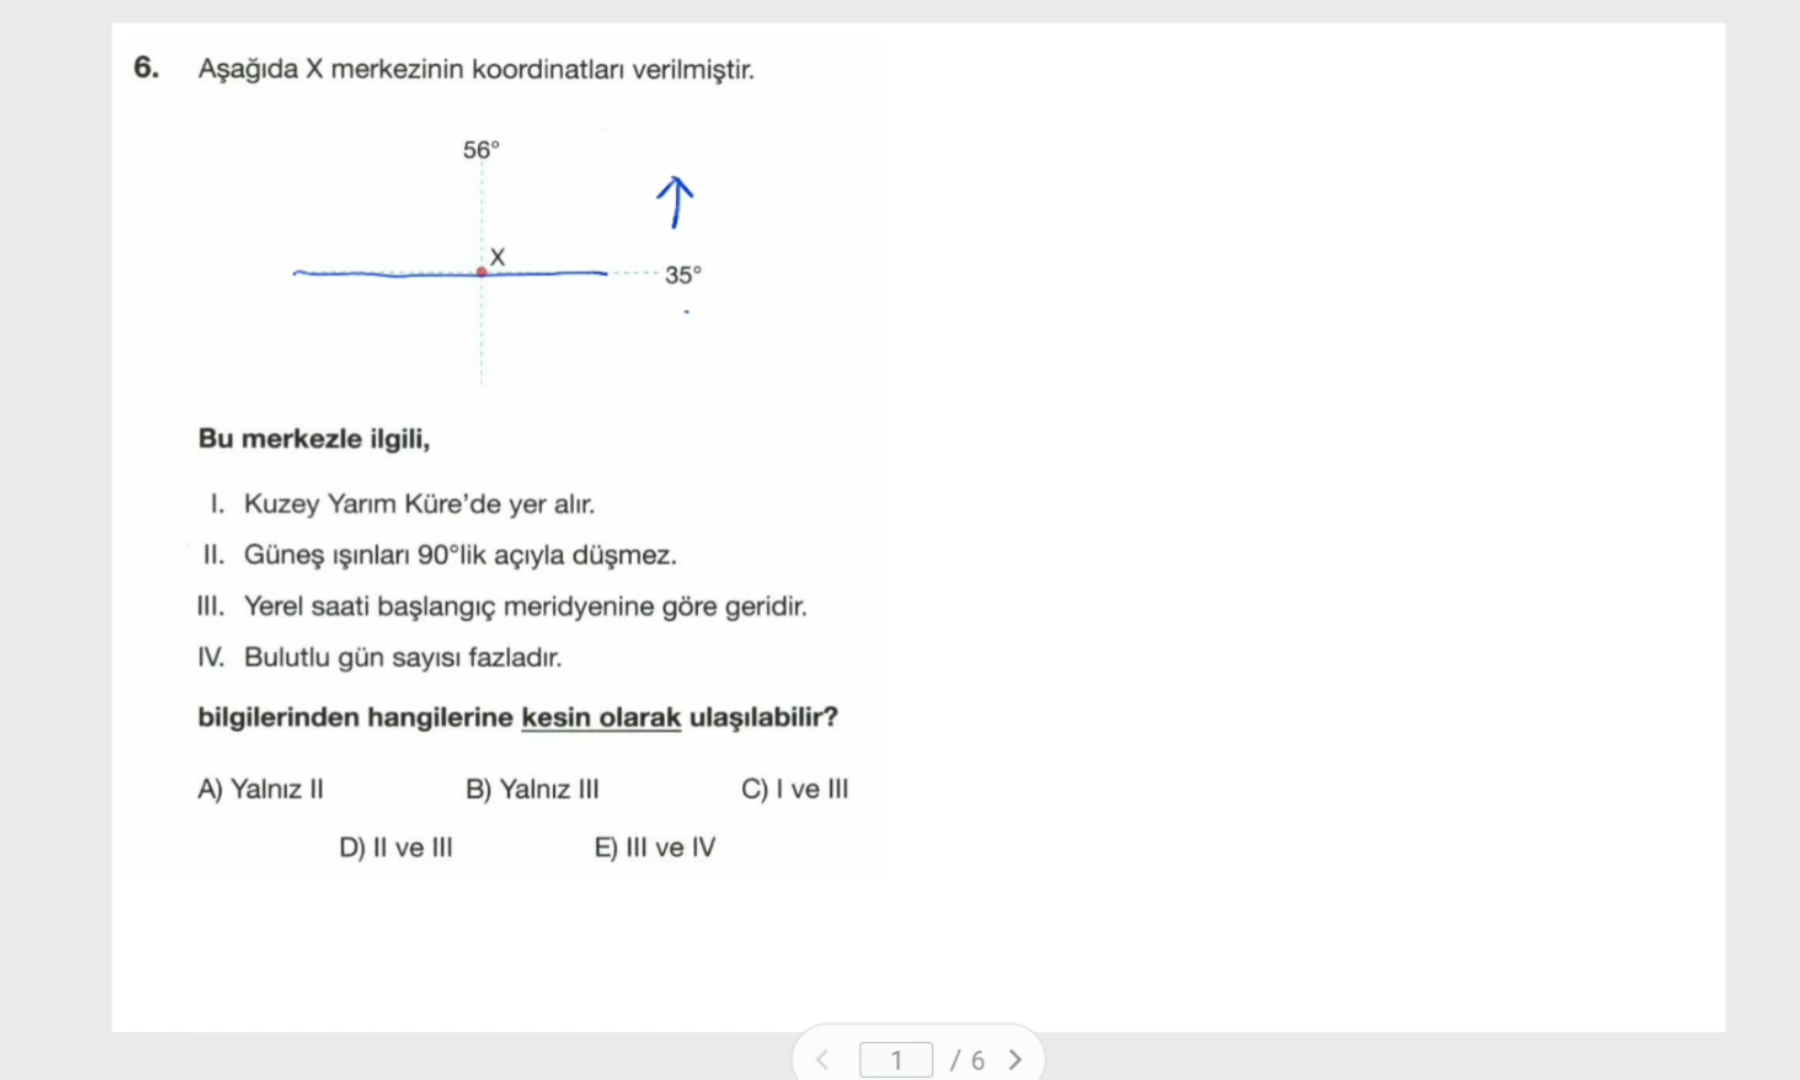 6. Aşağıda X merkezinin koordinatları verilmiştir.
56°
X
35°
Bu merkezle ilgili,
I. Kuzey Yarım Küre'de yer alır.
II. Güneş ışınları 90°lik açıyla düşmez.
III. Yerel saati başlangıç meridyenine göre geridir.
IV. Bulutlu gün sayısı fazladır.
bilgilerinden hangilerine kesin olarak ulaşılabilir?
A) Yalnız II B) Yalnız III C) I ve III
D) II ve III E) III ve IV
1 / 6